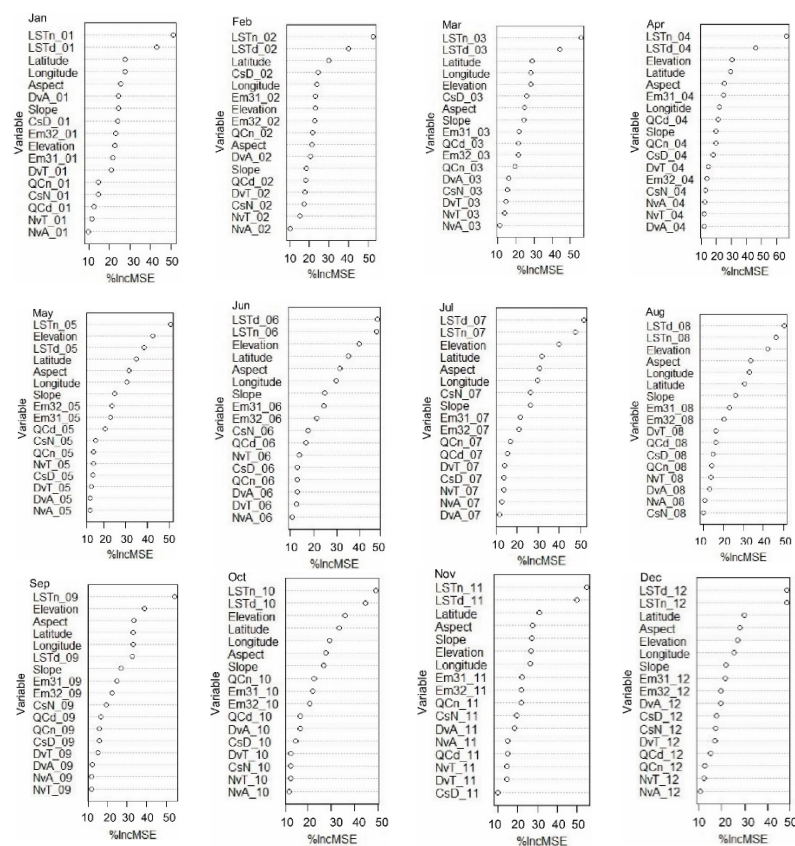 Jan
LSTn_01
LSTd_01
Latitude
Longitude
Aspect
DvA_01
Slope
CsD_01
Em32_01
Elevation
Em31_01
DvT_01
QCn_01
CsN_01
QCd_01
NvT_01
NvA_01
Variable
10 20 30 40 50
%IncMSE
Feb
LSTn_02
LSTd_02
Latitude
CsD_02
Longitude
Em31_02
Elevation
Em32_02
QCn_02
Aspect
DvA_02
Slope
QCd_02
DvT_02
CsN_02
NvT_02
NvA_02
Variable
10 20 30 40 50
%IncMSE
Mar
LSTn_03
LSTd_03
Latitude
Longitude
Elevation
CsD_03
Aspect
Slope
Em31_03
QCd_03
Em32_03
QCn_03
DvA_03
CsN_03
DvT_03
NvT_03
NvA_03
Variable
10 20 30 40 50
%IncMSE
Apr
LSTn_04
LSTd_04
Elevation
Latitude
Aspect
Em31_04
Longitide
QCd_04
Slope
QCn_04
CsD_04
DvT_04
Em32_04
CsN_04
NvA_04
NvT_04
DvA_04
Variable
10 20 30 40 50 60
%IncMSE
May
LSTn_05
Elevation
LSTd_05
Latitude
Aspect
Longitude
Slope
Em32_05
Em31_05
QCd_05
CsN_05
QCn_05
NvT_05
CsD_05
DvT_05
DvA_05
NvA_05
Variable
10 20 30 40 50
%IncMSE
Jun
LSTd_06
LSTn_06
Elevation
Latitude
Aspect
Longitude
Slope
Em31_06
Em32_06
CsN_06
QCd_06
NvT_06
CsD_06
QCn_06
DvA_06
DvT_06
NvA_06
Variable
10 20 30 40 50
%IncMSE
Jul
LSTd_07
LSTn_07
Elevation
Latitude
Aspect
Longitude
CsN_07
Slope
Em31_07
Em32_07
QCn_07
QCd_07
DvT_07
CsD_07
NvT_07
NvA_07
DvA_07
Variable
10 20 30 40 50
%IncMSE
Aug
LSTd_08
LSTn_08
Elevation
Aspect
Longitude
Latitude
Slope
Em31_08
Em32_08
DvT_08
QCd_08
CsD_08
QCn_08
NvT_08
DvA_08
NvA_08
CsN_08
Variable
10 20 30 40 50
%IncMSE
Sep
LSTn_09
Elevation
Aspect
Latitude
Longitude
LSTd_09
Slope
Em31_09
Em32_09
CsN_09
QCd_09
QCn_09
CsD_09
DvT_09
DvA_09
NvA_09
NvT_09
Variable
10 20 30 40 50
%IncMSE
Oct
LSTn_10
LSTd_10
Elevation
Latitude
Longitude
Aspect
Slope
QCn_10
Em31_10
Em32_10
QCd_10
DvA_10
CsD_10
DvT_10
CsN_10
NvT_10
NvA_10
Variable
10 20 30 40 50
%IncMSE
Nov
LSTn_11
LSTd_11
Latitude
Aspect
Slope
Elevation
Longitude
Em31_11
Em32_11
QCn_11
CsN_11
DvA_11
NvA_11
QCd_11
NvT_11
DvT_11
CsD_11
Variable
10 20 30 40 50
%IncMSE
Dec
LSTd_12
LSTn_12
Latitude
Aspect
Elevation
Longitude
Slope
Em31_12
Em32_12
DvA_12
CsD_12
CsN_12
DvT_12
QCd_12
QCn_12
NvT_12
NvA_12
Variable
10 20 30 40 50
%IncMSE